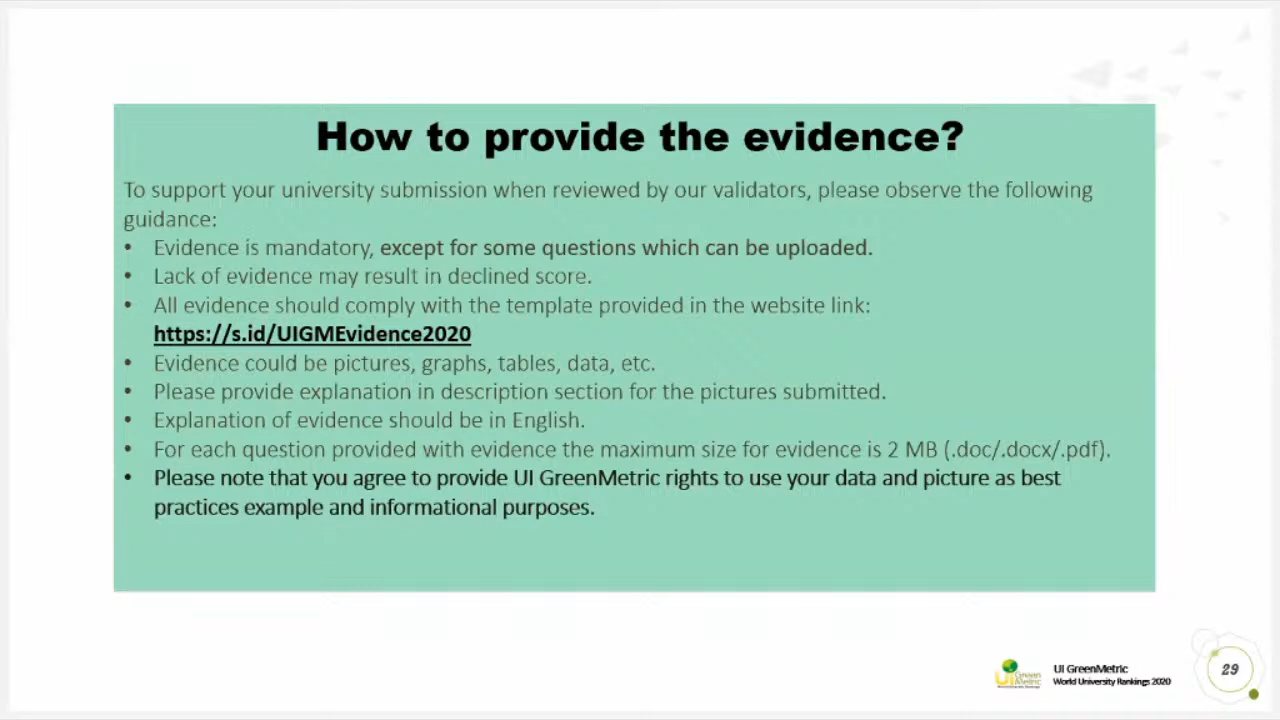 How to provide the evidence?
To support your university submission when reviewed by our validators, please observe the following
guidance:
• Evidence is mandatory, except for some questions which can be uploaded.
• Lack of evidence may result in declined score.
• All evidence should comply with the template provided in the website link:
https://s.id/UIGMEvidence2020
• Evidence could be pictures, graphs, tables, data, etc.
• Please provide explanation in description section for the pictures submitted.
• Explanation of evidence should be in English.
• For each question provided with evidence the maximum size for evidence is 2 MB (.doc/.docx/.pdf).
• Please note that you agree to provide UI GreenMetric rights to use your data and picture as best
practices example and informational purposes.
UI Green
Metric
UI GreenMetric
World University Rankings 2020
29